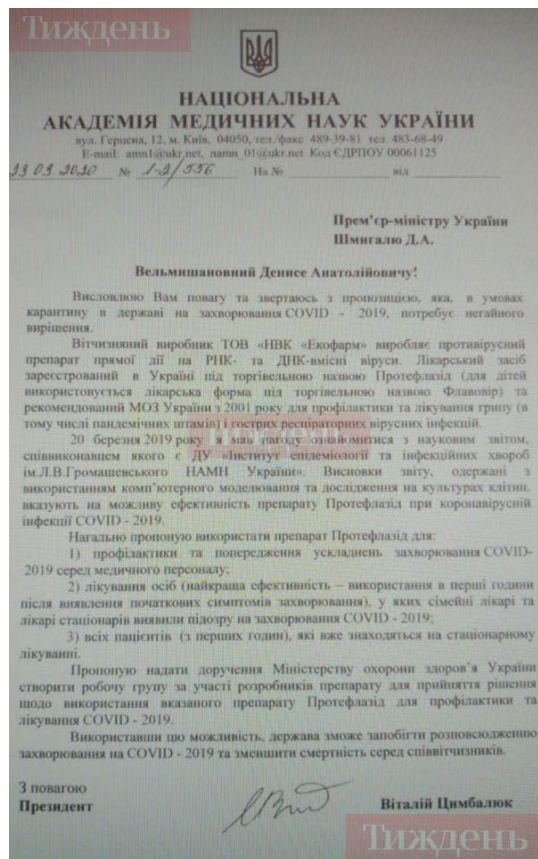 Тиждень
НАЦІОНАЛЬНА
АКАДЕМІЯ МЕДИЧНИХ НАУК УКРАЇНИ
вул. Герцена, 12, м. Київ, 04050, тел./факс 489-39-81 тел. 483-68-49
E-mail: amn1@ukr.net, namn_01@ukr.net Код ЄДРПОУ 00061125
23 03 2020 № 1-2/556 На № від
Прем'єр-міністру України
Шмигалю Д.А.
Вельмишановний Денисе Анатолійовичу!
Висловлюю Вам повагу та звертаюсь з пропозицією, яка, в умовах
карантину в державі на захворювання COVID - 2019, потребує негайного
вирішення.
Вітчизняний виробник ТОВ «НВК «Екофарм» виробляє противірусний
препарат прямої дії на РНК- та ДНК-вмісні віруси. Лікарський засіб
зареєстрований в Україні під торгівельною назвою Протефлазід (для дітей
використовується лікарська форма під торгівельною назвою Флавовір) та
рекомендований МОЗ України з 2001 року для профілактики та лікування грипу (в
тому числі пандемічних штамів) і гострих респіраторних вірусних інфекцій.
Тиждень
20 березня 2019 року я мав нагоду ознайомитися з науковим звітом,
співвиконавцем якого є ДУ «Інститут епідеміології та інфекційних хвороб
ім.Л.В.Громашевського НАМН України». Висновки звіту, одержані з
використанням комп'ютерного моделювання та дослідження на культурах клітин,
вказують на можливу ефективність препарату Протефлазід при коронавірусній
інфекції COVID - 2019.
Нагально пропоную використати препарат Протефлазід для:
1) профілактики та попередження ускладнень захворювання COVID-
2019 серед медичного персоналу;
2) лікування осіб (найкраща ефективність – використання в перші години
після виявлення початкових симптомів захворювання), у яких сімейні лікарі та
лікарі стаціонарів виявили підозру на захворювання COVID - 2019;
3) всіх пацієнтів (з перших годин), які вже знаходяться на стаціонарному
лікуванні.
Пропоную надати доручення Міністерству охорони здоров'я України
створити робочу групу за участі розробників препарату для прийняття рішення
щодо використання вказаного препарату Протефлазід для профілактики та
лікування COVID - 2019.
Використавши цю можливість, держава зможе запобігти розповсюдженню
захворювання на COVID - 2019 та зменшити смертність серед співвітчизників.
З повагою
Президент Віталій Цимбалюк
Тиждень